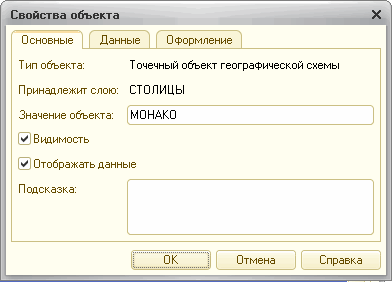 Свойства объекта
Основные Данные Оформление
Тип объекта: Точечный объект географической схемы
Принадлежит слою: СТОЛИЦЫ
Значение объекта: МОНАКО
Видимость
Отображать данные
Подсказка:
OK Отмена Справка